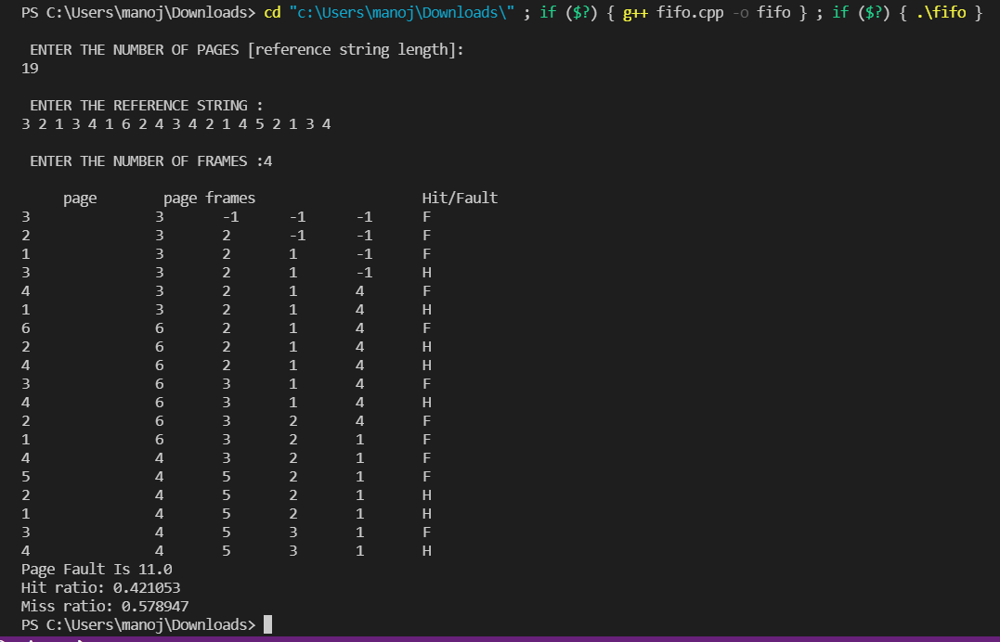 PS C:\Users\manoj\Downloads> cd "c:\Users\manoj\Downloads\" ; if ($?) { g++ fifo.cpp -o fifo } ; if ($?) { .\fifo }
ENTER THE NUMBER OF PAGES [reference string length]:
19
ENTER THE REFERENCE STRING :
3 2 1 3 4 1 6 2 4 3 4 2 1 4 5 2 1 3 4
ENTER THE NUMBER OF FRAMES :4
page page frames Hit/Fault
3 3 -1 -1 -1 F
2 3 2 -1 -1 F
1 3 2 1 -1 F
3 3 2 1 -1 H
4 3 2 1 4 F
1 3 2 1 4 H
6 6 2 1 4 F
2 6 2 1 4 H
4 6 2 1 4 H
3 6 3 1 4 F
4 6 3 1 4 H
2 6 3 2 4 F
1 6 3 2 1 F
4 4 3 2 1 F
5 4 5 2 1 F
2 4 5 2 1 H
1 4 5 2 1 H
3 4 5 3 1 F
4 4 5 3 1 H
Page Fault Is 11.0
Hit ratio: 0.421053
Miss ratio: 0.578947
PS C:\Users\manoj\Downloads>